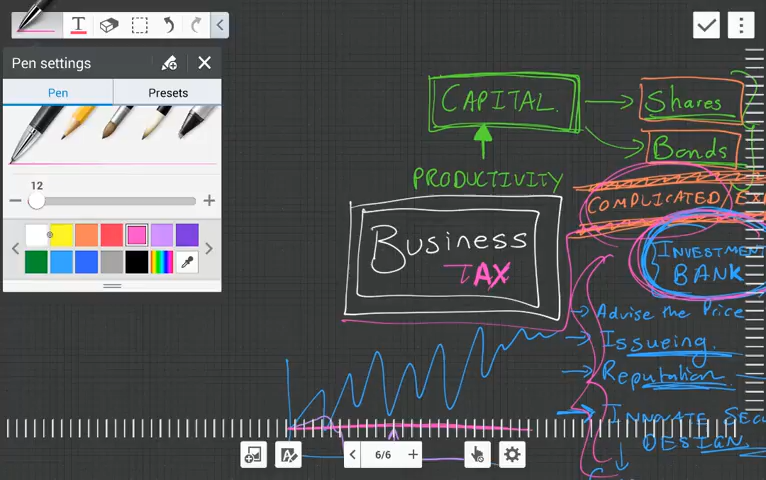 T
Pen settings
Pen
Presets
12
CAPITAL.
Shares
Bonds
PRODUCTIVITY
COMPLICATED/
Business
TAX
INVESTMENT
BANK
Advise the Price
Issueing.
Reputation
INNOVATE
DESIGN
6/6